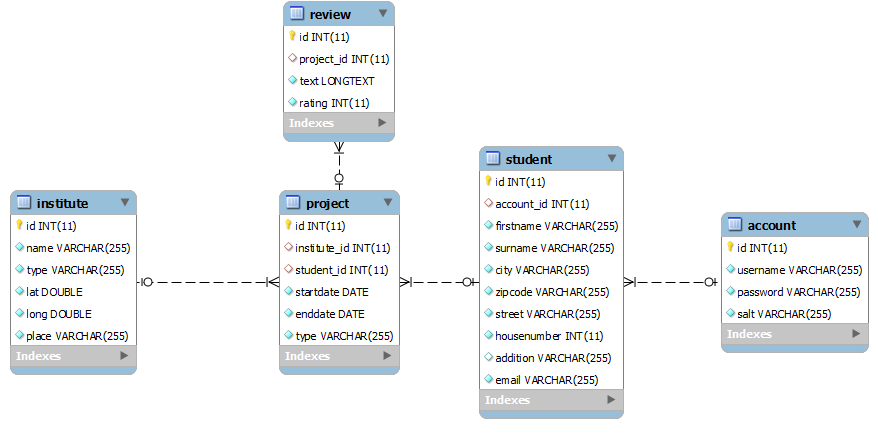 review
id INT(11)
project_id INT(11)
text LONGTEXT
rating INT(11)
Indexes
institute
id INT(11)
name VARCHAR(255)
type VARCHAR(255)
lat DOUBLE
long DOUBLE
place VARCHAR(255)
Indexes
project
id INT(11)
institute_id INT(11)
student_id INT(11)
startdate DATE
enddate DATE
type VARCHAR(255)
Indexes
student
id INT(11)
account_id INT(11)
firstname VARCHAR(255)
surname VARCHAR(255)
city VARCHAR(255)
zipcode VARCHAR(255)
street VARCHAR(255)
housenumber INT(11)
addition VARCHAR(255)
email VARCHAR(255)
Indexes
account
id INT(11)
username VARCHAR(255)
password VARCHAR(255)
salt VARCHAR(255)
Indexes